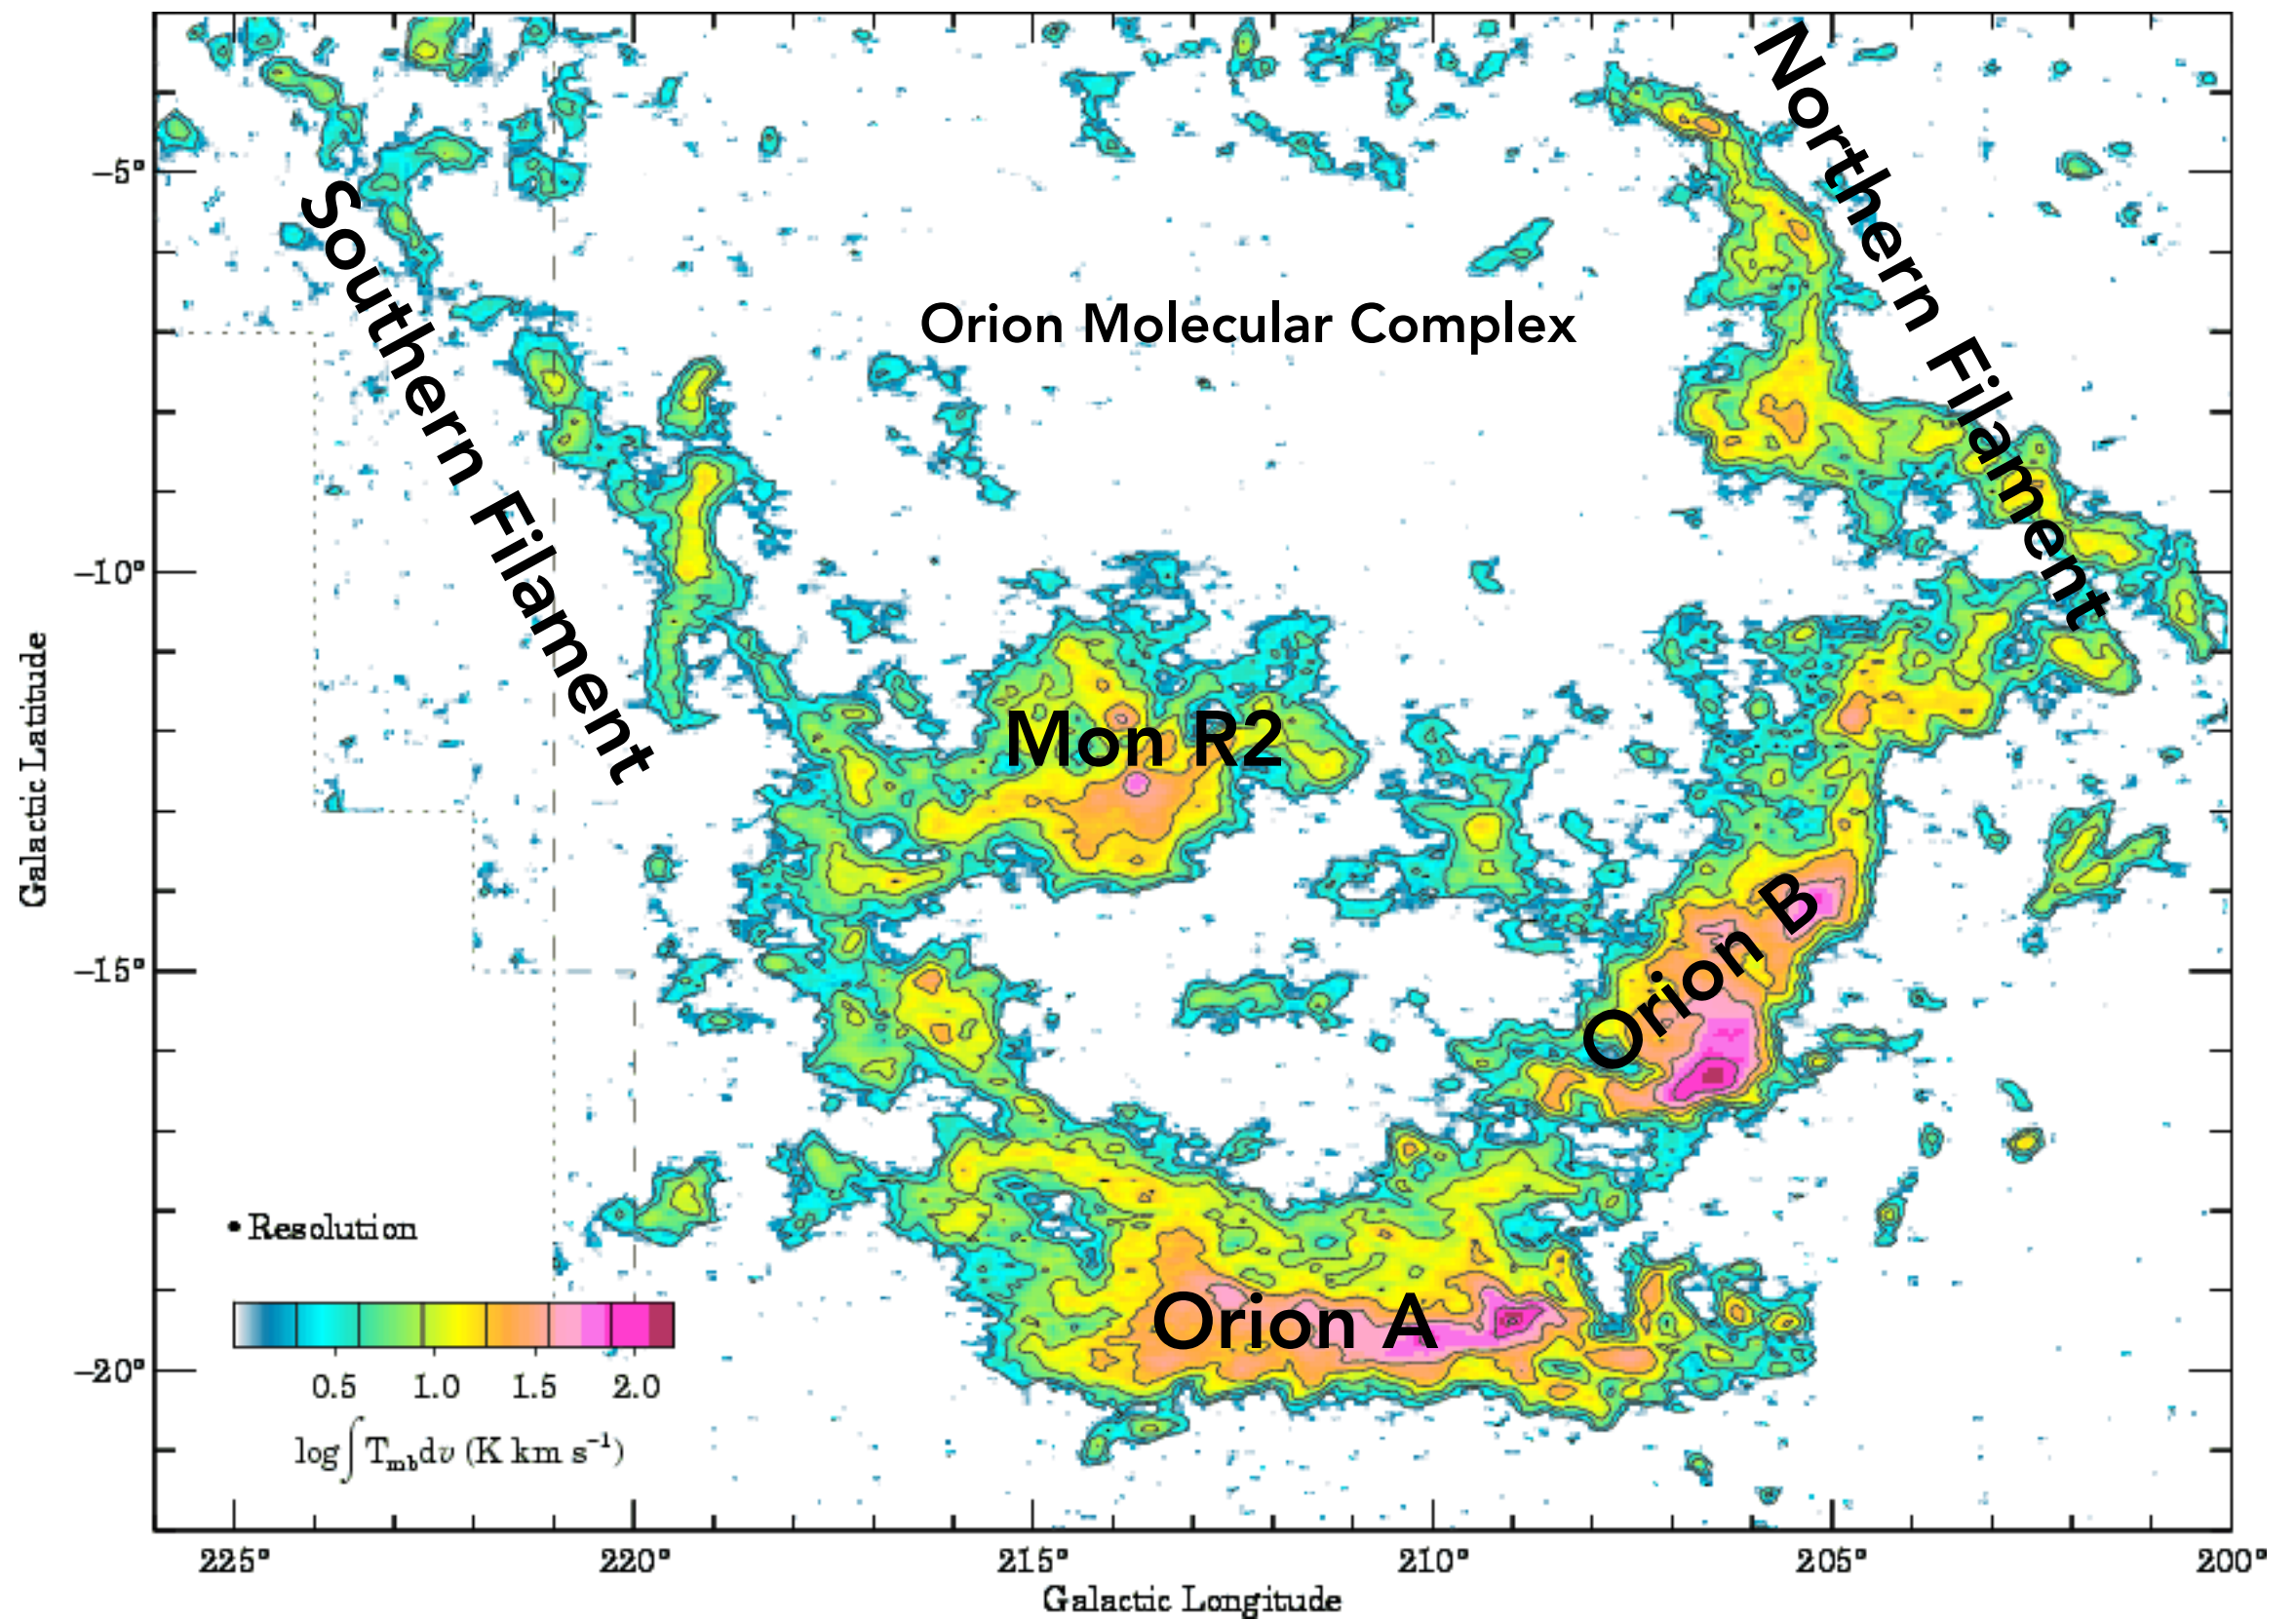 Northern Filament
−5°
Southern Filament
Orion Molecular Complex
−10°
Galactic Latitude
Mon R2
Orion B
−15°
Resolution
Orion A
−20°
0.5 1.0 1.5 2.0
log∫T_mb dv (K km s⁻¹)
225° 220° 215° 210° 205° 200°
Galactic Longitude